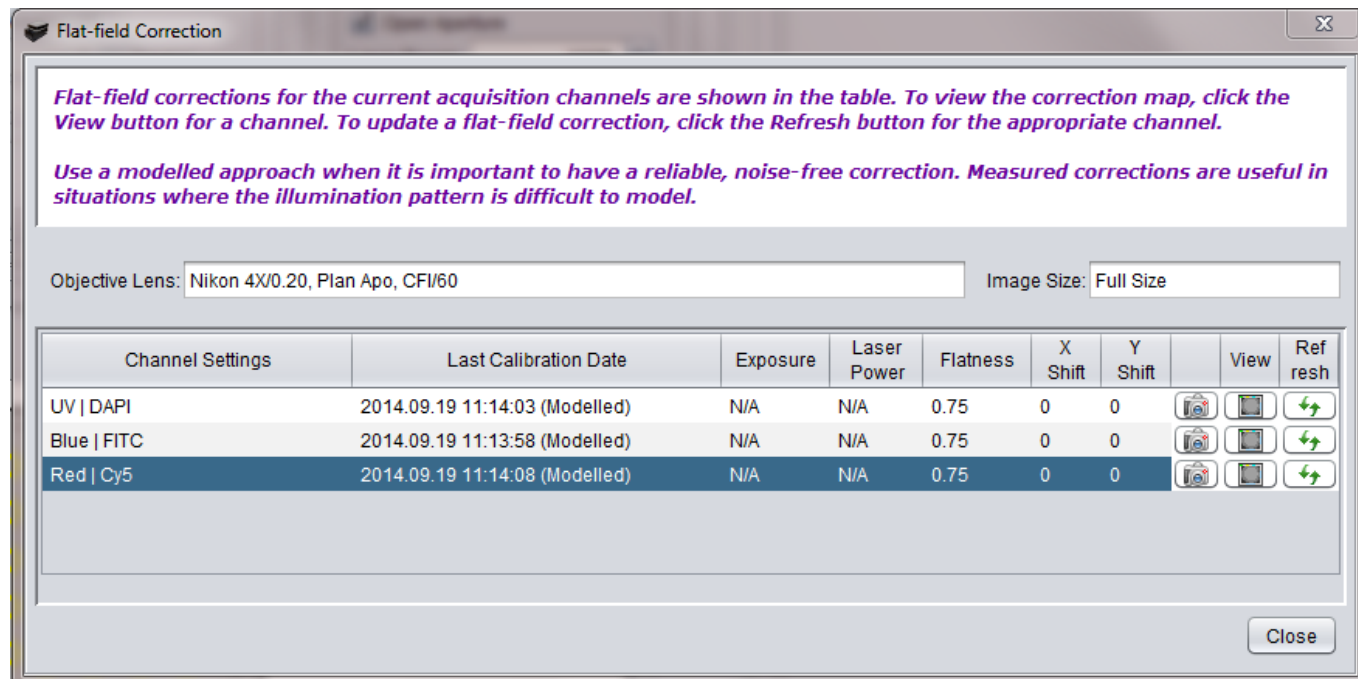 Flat-field Correction
Flat-field corrections for the current acquisition channels are shown in the table. To view the correction map, click the
View button for a channel. To update a flat-field correction, click the Refresh button for the appropriate channel.
Use a modelled approach when it is important to have a reliable, noise-free correction. Measured corrections are useful in
situations where the illumination pattern is difficult to model.
Objective Lens: Nikon 4X/0.20, Plan Apo, CFI/60 Image Size: Full Size
Channel Settings Last Calibration Date Exposure Laser Power Flatness X Shift Y Shift View Ref resh
UV | DAPI 2014.09.19 11:14:03 (Modelled) N/A N/A 0.75 0 0
Blue | FITC 2014.09.19 11:13:58 (Modelled) N/A N/A 0.75 0 0
Red | Cy5 2014.09.19 11:14:08 (Modelled) N/A N/A 0.75 0 0
Close